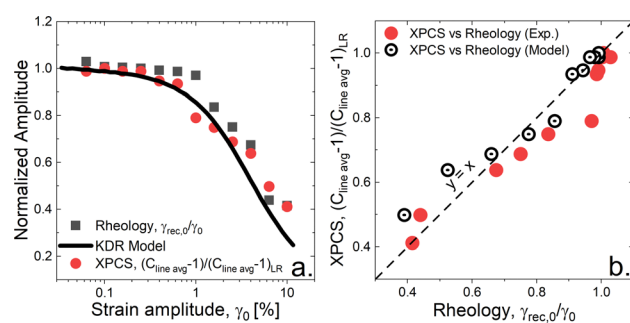 Normalized Amplitude
1.2
1.0
0.8
0.6
0.4
0.2
Rheology, γrec,0/γ0
KDR Model
XPCS, (Cline avg-1)/(Cline avg-1)LR
a.
0.1
1
10
Strain amplitude, γ0 [%]
XPCS, (Cline avg-1)/(Cline avg-1)LR
1.0
0.8
0.6
0.4
XPCS vs Rheology (Exp.)
XPCS vs Rheology (Model)
y = x
b.
0.4
0.6
0.8
1.0
Rheology, γrec,0/γ0